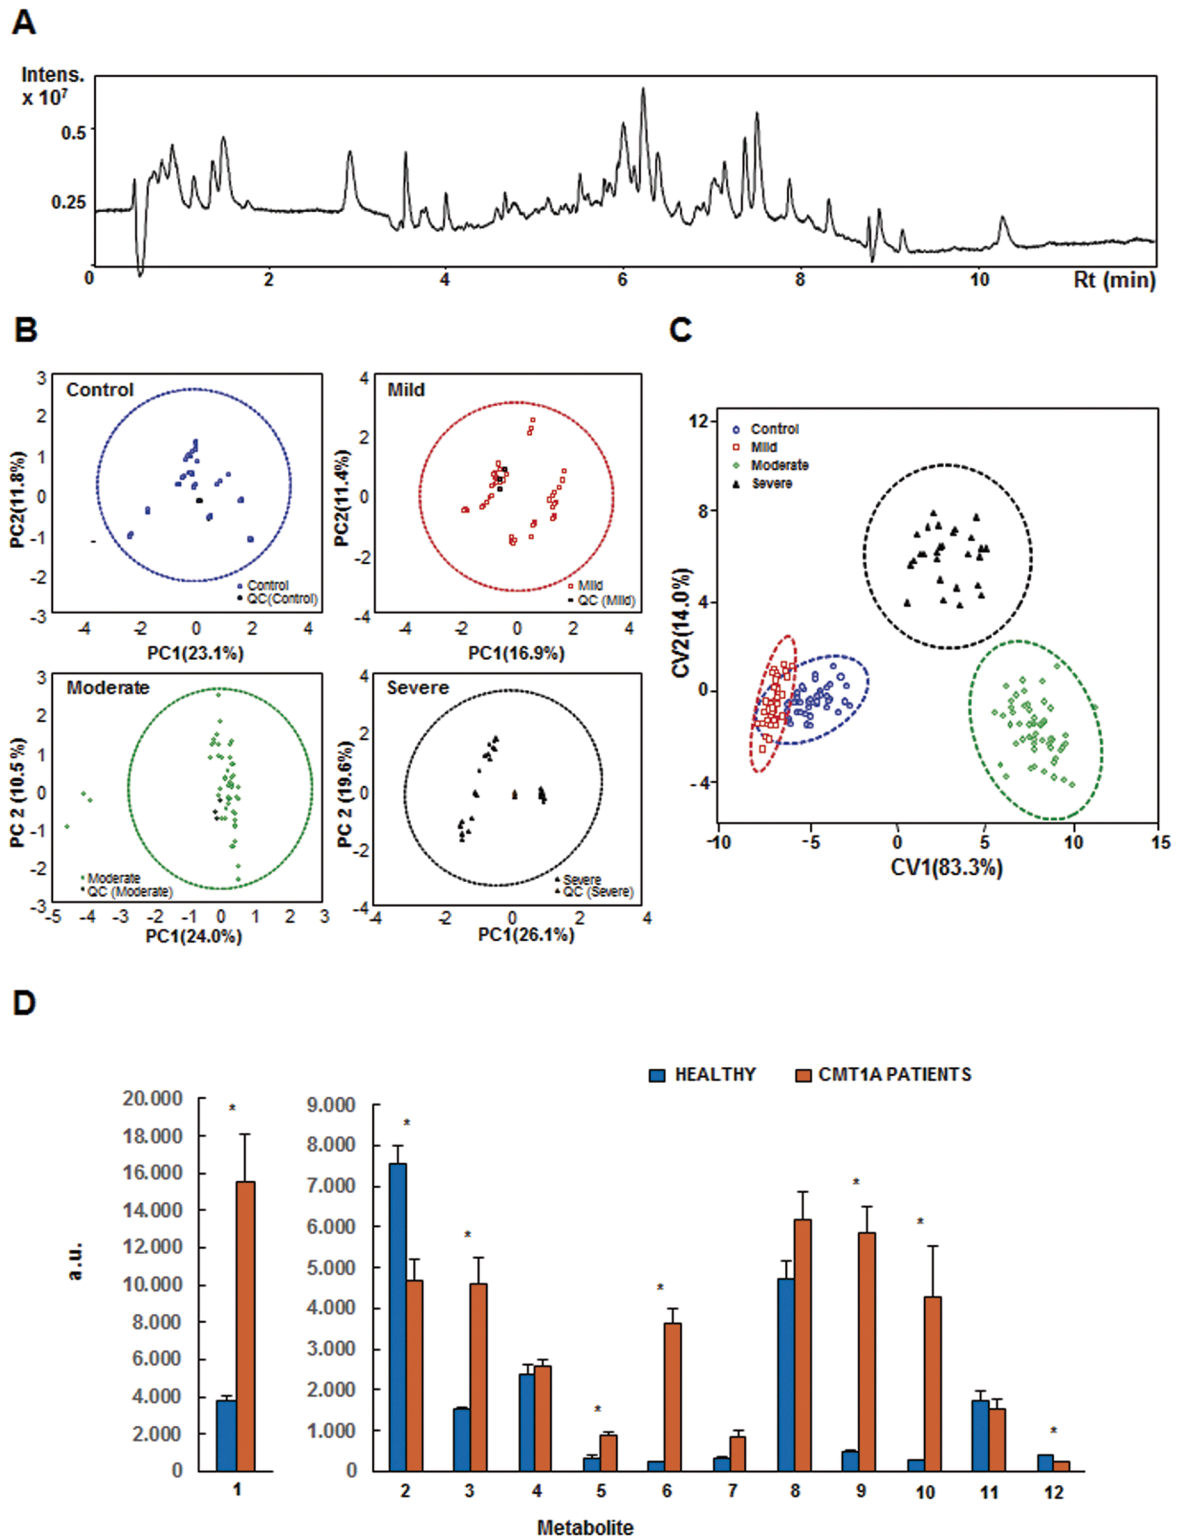 A
Intens.
x 10⁷
0.5
0.25
0 2 4 6 8 10 Rt (min)
B
Control
3
2
1
0
-1
-2
-3
PC2(11.8%)
Control
QC(Control)
-4 -2 0 2 4
PC1(23.1%)
Mild
4
2
0
-2
-4
PC2(11.4%)
Mild
QC (Mild)
-4 -2 0 2 4
PC1(16.9%)
Moderate
3
2
1
0
-1
-2
-3
PC 2 (10.5 %)
Moderate
QC (Moderate)
-5 -4 -3 -2 -1 0 1 2 3
PC1(24.0%)
Severe
4
2
0
-2
-4
PC 2 (19.6%)
Severe
QC (Severe)
-4 -2 0 2 4
PC1(26.1%)
C
Control
Mild
Moderate
Severe
12
8
4
0
-4
CV2(14.0%)
-10 -5 0 5 10 15
CV1(83.3%)
D
HEALTHY CMT1A PATIENTS
a.u.
20.000
18.000
16.000
14.000
12.000
10.000
8.000
6.000
4.000
2.000
0
*
1
9.000
8.000
7.000
6.000
5.000
4.000
3.000
2.000
1.000
0
* * * * * * *
2 3 4 5 6 7 8 9 10 11 12
Metabolite